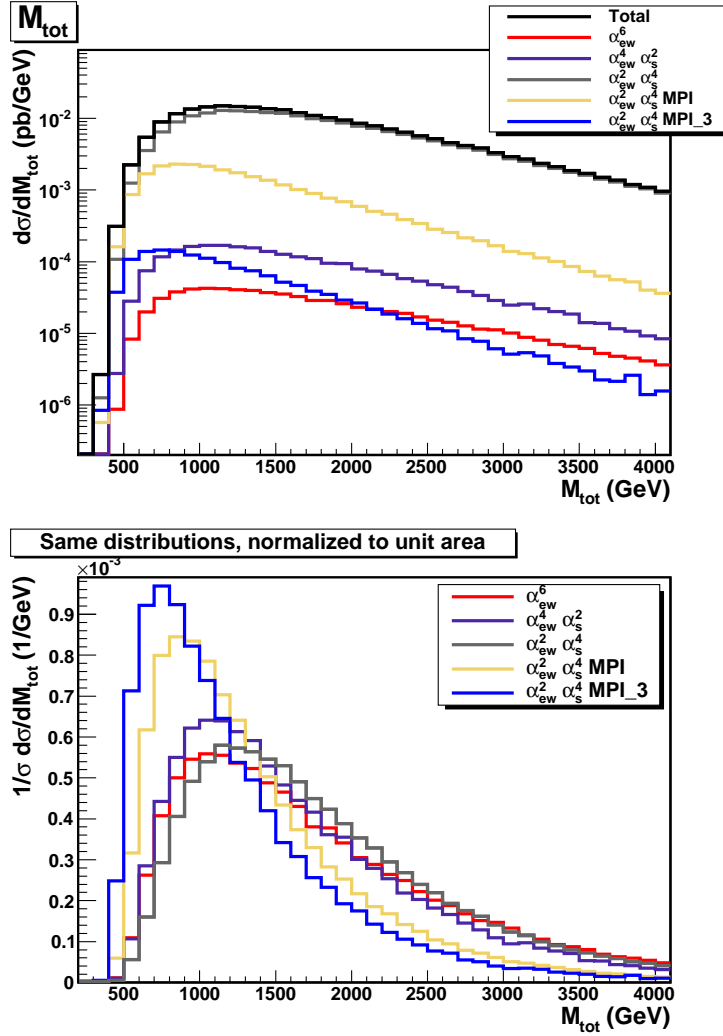 M_tot
Total
α_ew^6
α_ew^4 α_s^2
α_ew^2 α_s^4
α_ew^2 α_s^4 MPI
α_ew^2 α_s^4 MPI_3
dσ/dM_tot (pb/GeV)
10^-2
10^-3
10^-4
10^-5
10^-6
500 1000 1500 2000 2500 3000 3500 4000
M_tot (GeV)
Same distributions, normalized to unit area
×10^-3
α_ew^6
α_ew^4 α_s^2
α_ew^2 α_s^4
α_ew^2 α_s^4 MPI
α_ew^2 α_s^4 MPI_3
1/σ dσ/dM_tot (1/GeV)
0.9
0.8
0.7
0.6
0.5
0.4
0.3
0.2
0.1
0
500 1000 1500 2000 2500 3000 3500 4000
M_tot (GeV)